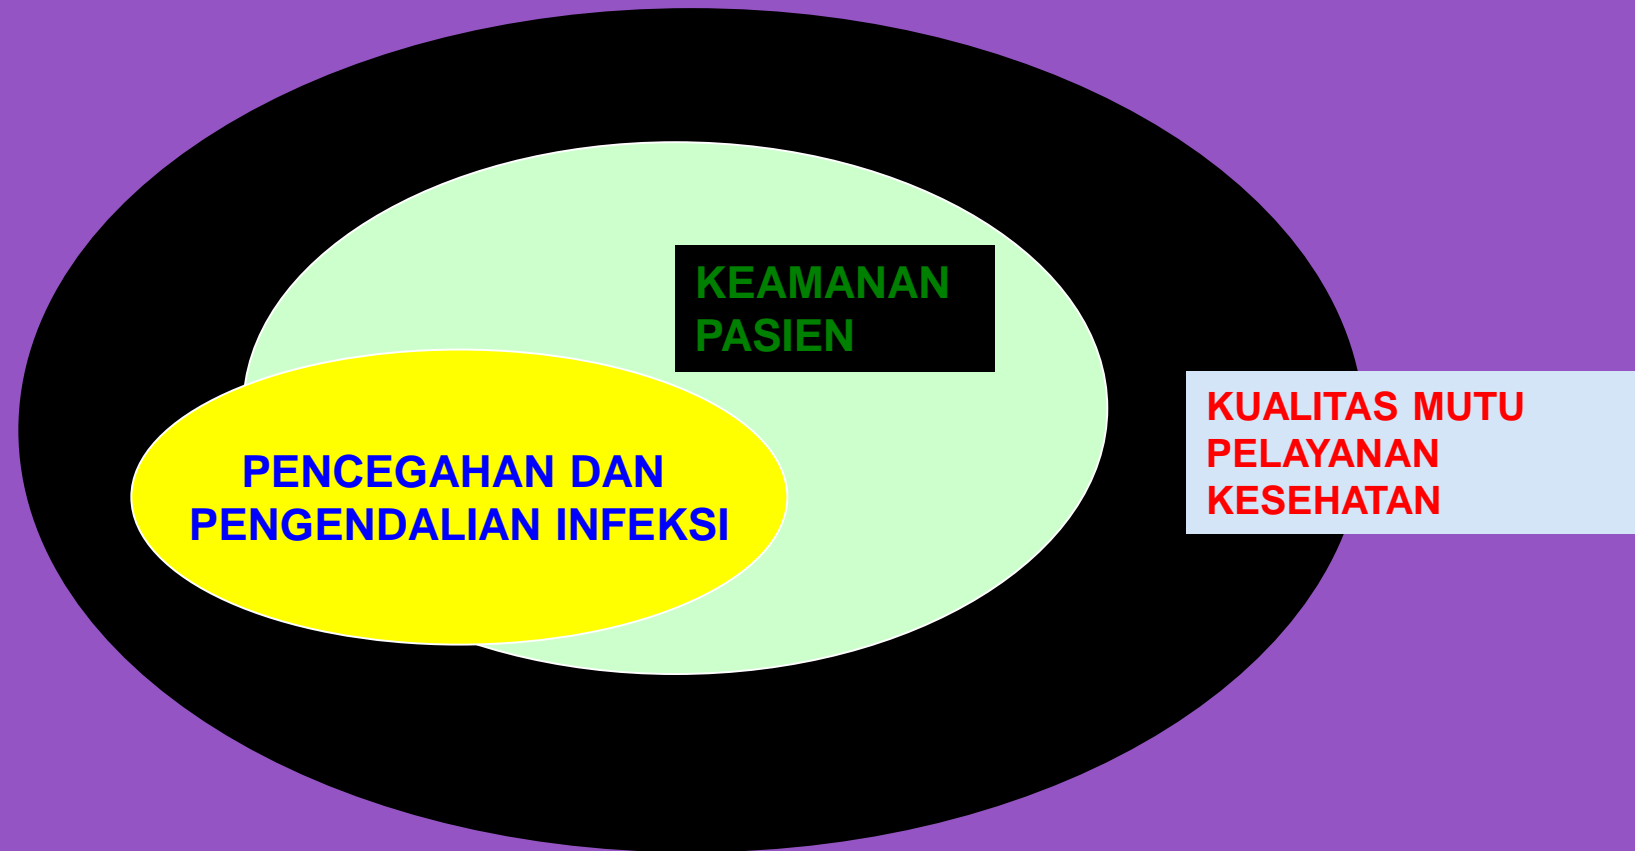 KEAMANAN
PASIEN
PENCEGAHAN DAN
PENGENDALIAN INFEKSI
KUALITAS MUTU
PELAYANAN
KESEHATAN